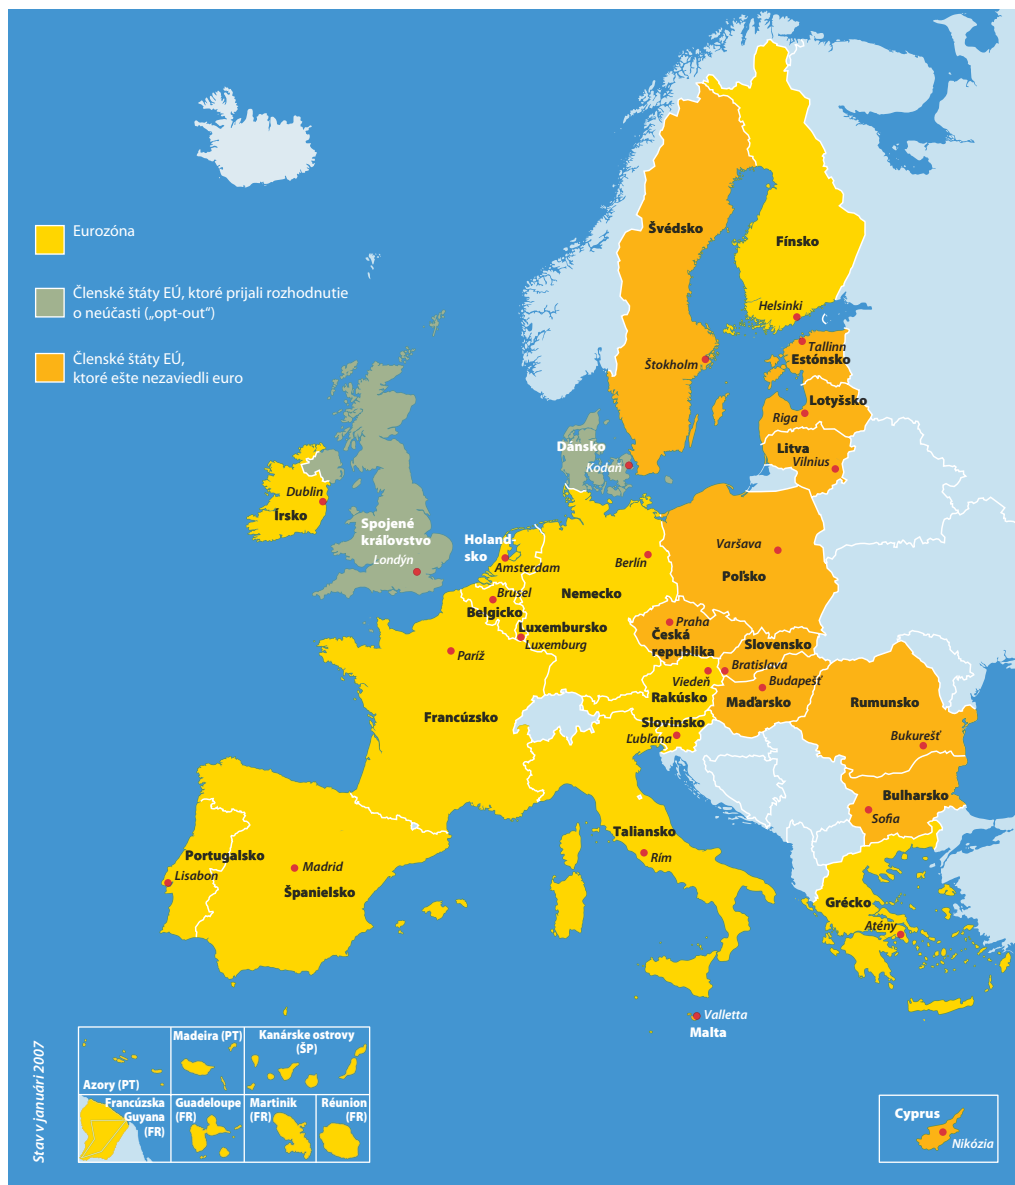 Eurozóna
Členské štáty EÚ, ktoré prijali rozhodnutie
o neúčasti („opt-out“)
Členské štáty EÚ,
ktoré ešte nezaviedli euro
Švédsko
Fínsko
Helsinki
Tallinn
Estónsko
Štokholm
Lotyšsko
Riga
Litva
Vilnius
Dánsko
Kodaň
Dublin
Írsko
Spojené
kráľovstvo
Londýn
Holand-
sko
Amsterdam
Brusel
Belgicko
Luxembursko
Luxemburg
Berlín
Nemecko
Varšava
Poľsko
Praha
Česká
republika
Slovensko
Bratislava
Budapešť
Viedeň
Rakúsko
Maďarsko
Paríž
Francúzsko
Slovinsko
Ľubľana
Rumunsko
Bukurešť
Bulharsko
Sofia
Taliansko
Rím
Portugalsko
Lisabon
Madrid
Španielsko
Grécko
Atény
Valletta
Malta
Stav v januári 2007
Azory (PT)
Madeira (PT)
Kanárske ostrovy
(ŠP)
Francúzska
Guyana
(FR)
Guadeloupe
(FR)
Martinik
(FR)
Réunion
(FR)
Cyprus
Nikózia